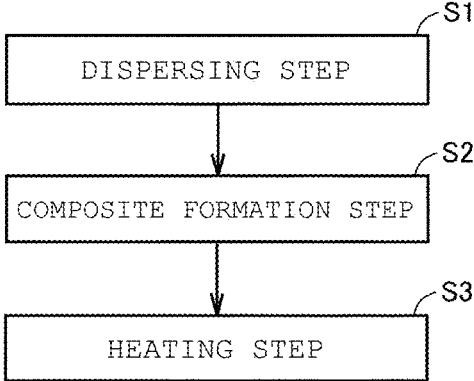 S1
DISPERSING STEP
S2
COMPOSITE FORMATION STEP
S3
HEATING STEP